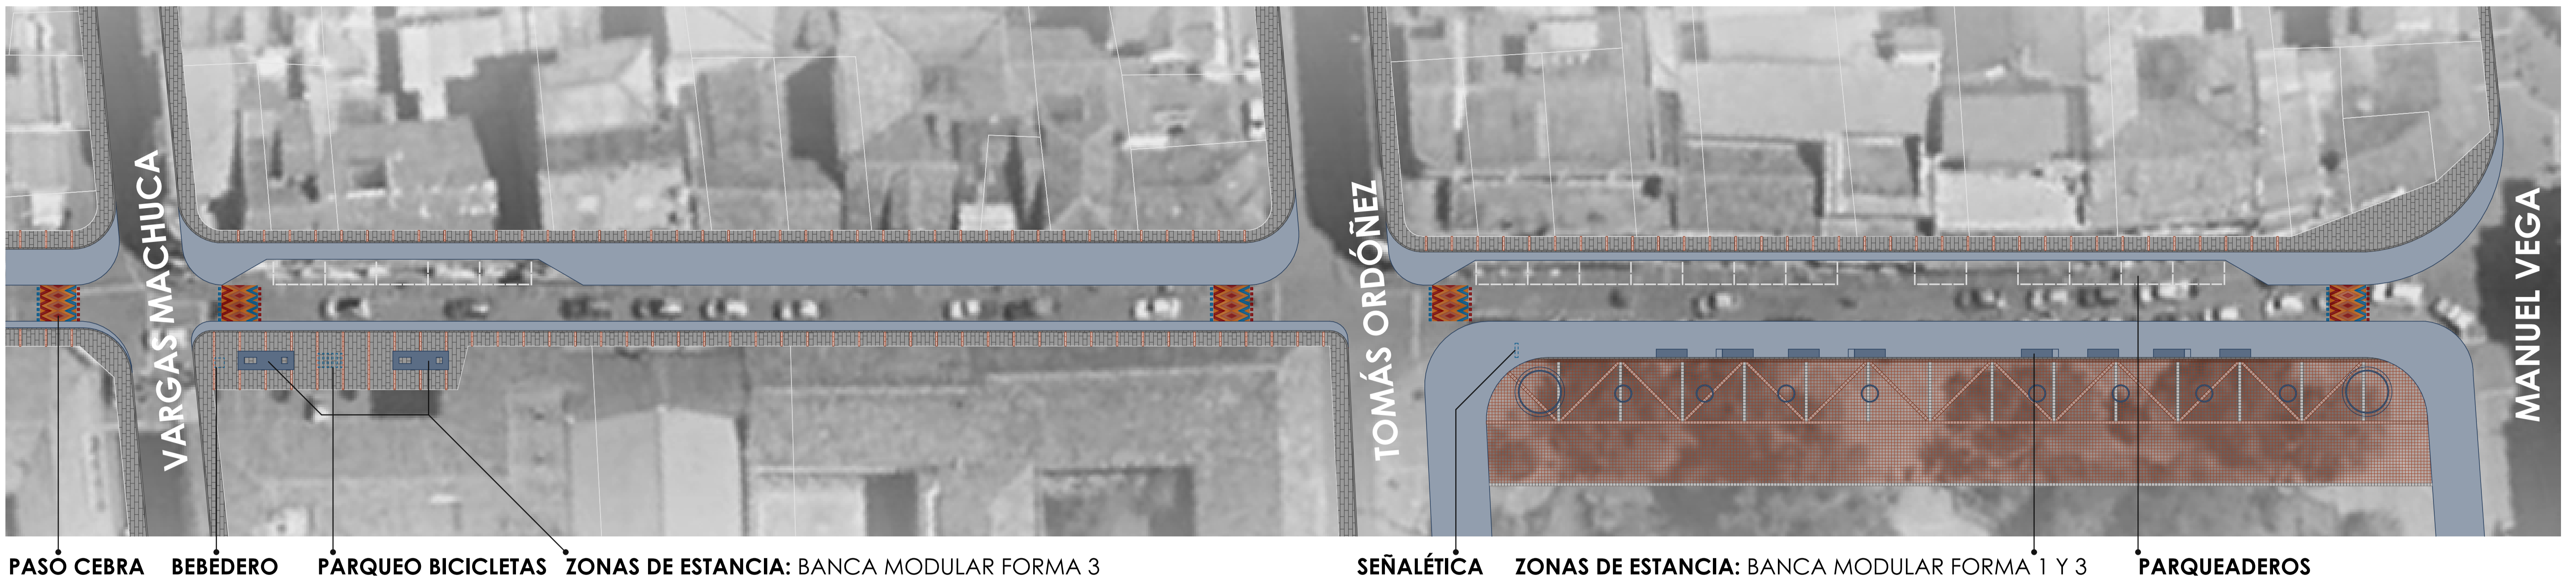 VARGAS MACHUCA
TOMÁS ORDÓÑEZ
MANUEL VEGA
PASO CEBRA
BEBEDERO
PARQUEO BICICLETAS
ZONAS DE ESTANCIA: BANCA MODULAR FORMA 3
SEÑALÉTICA
ZONAS DE ESTANCIA: BANCA MODULAR FORMA 1 Y 3
PARQUEADEROS